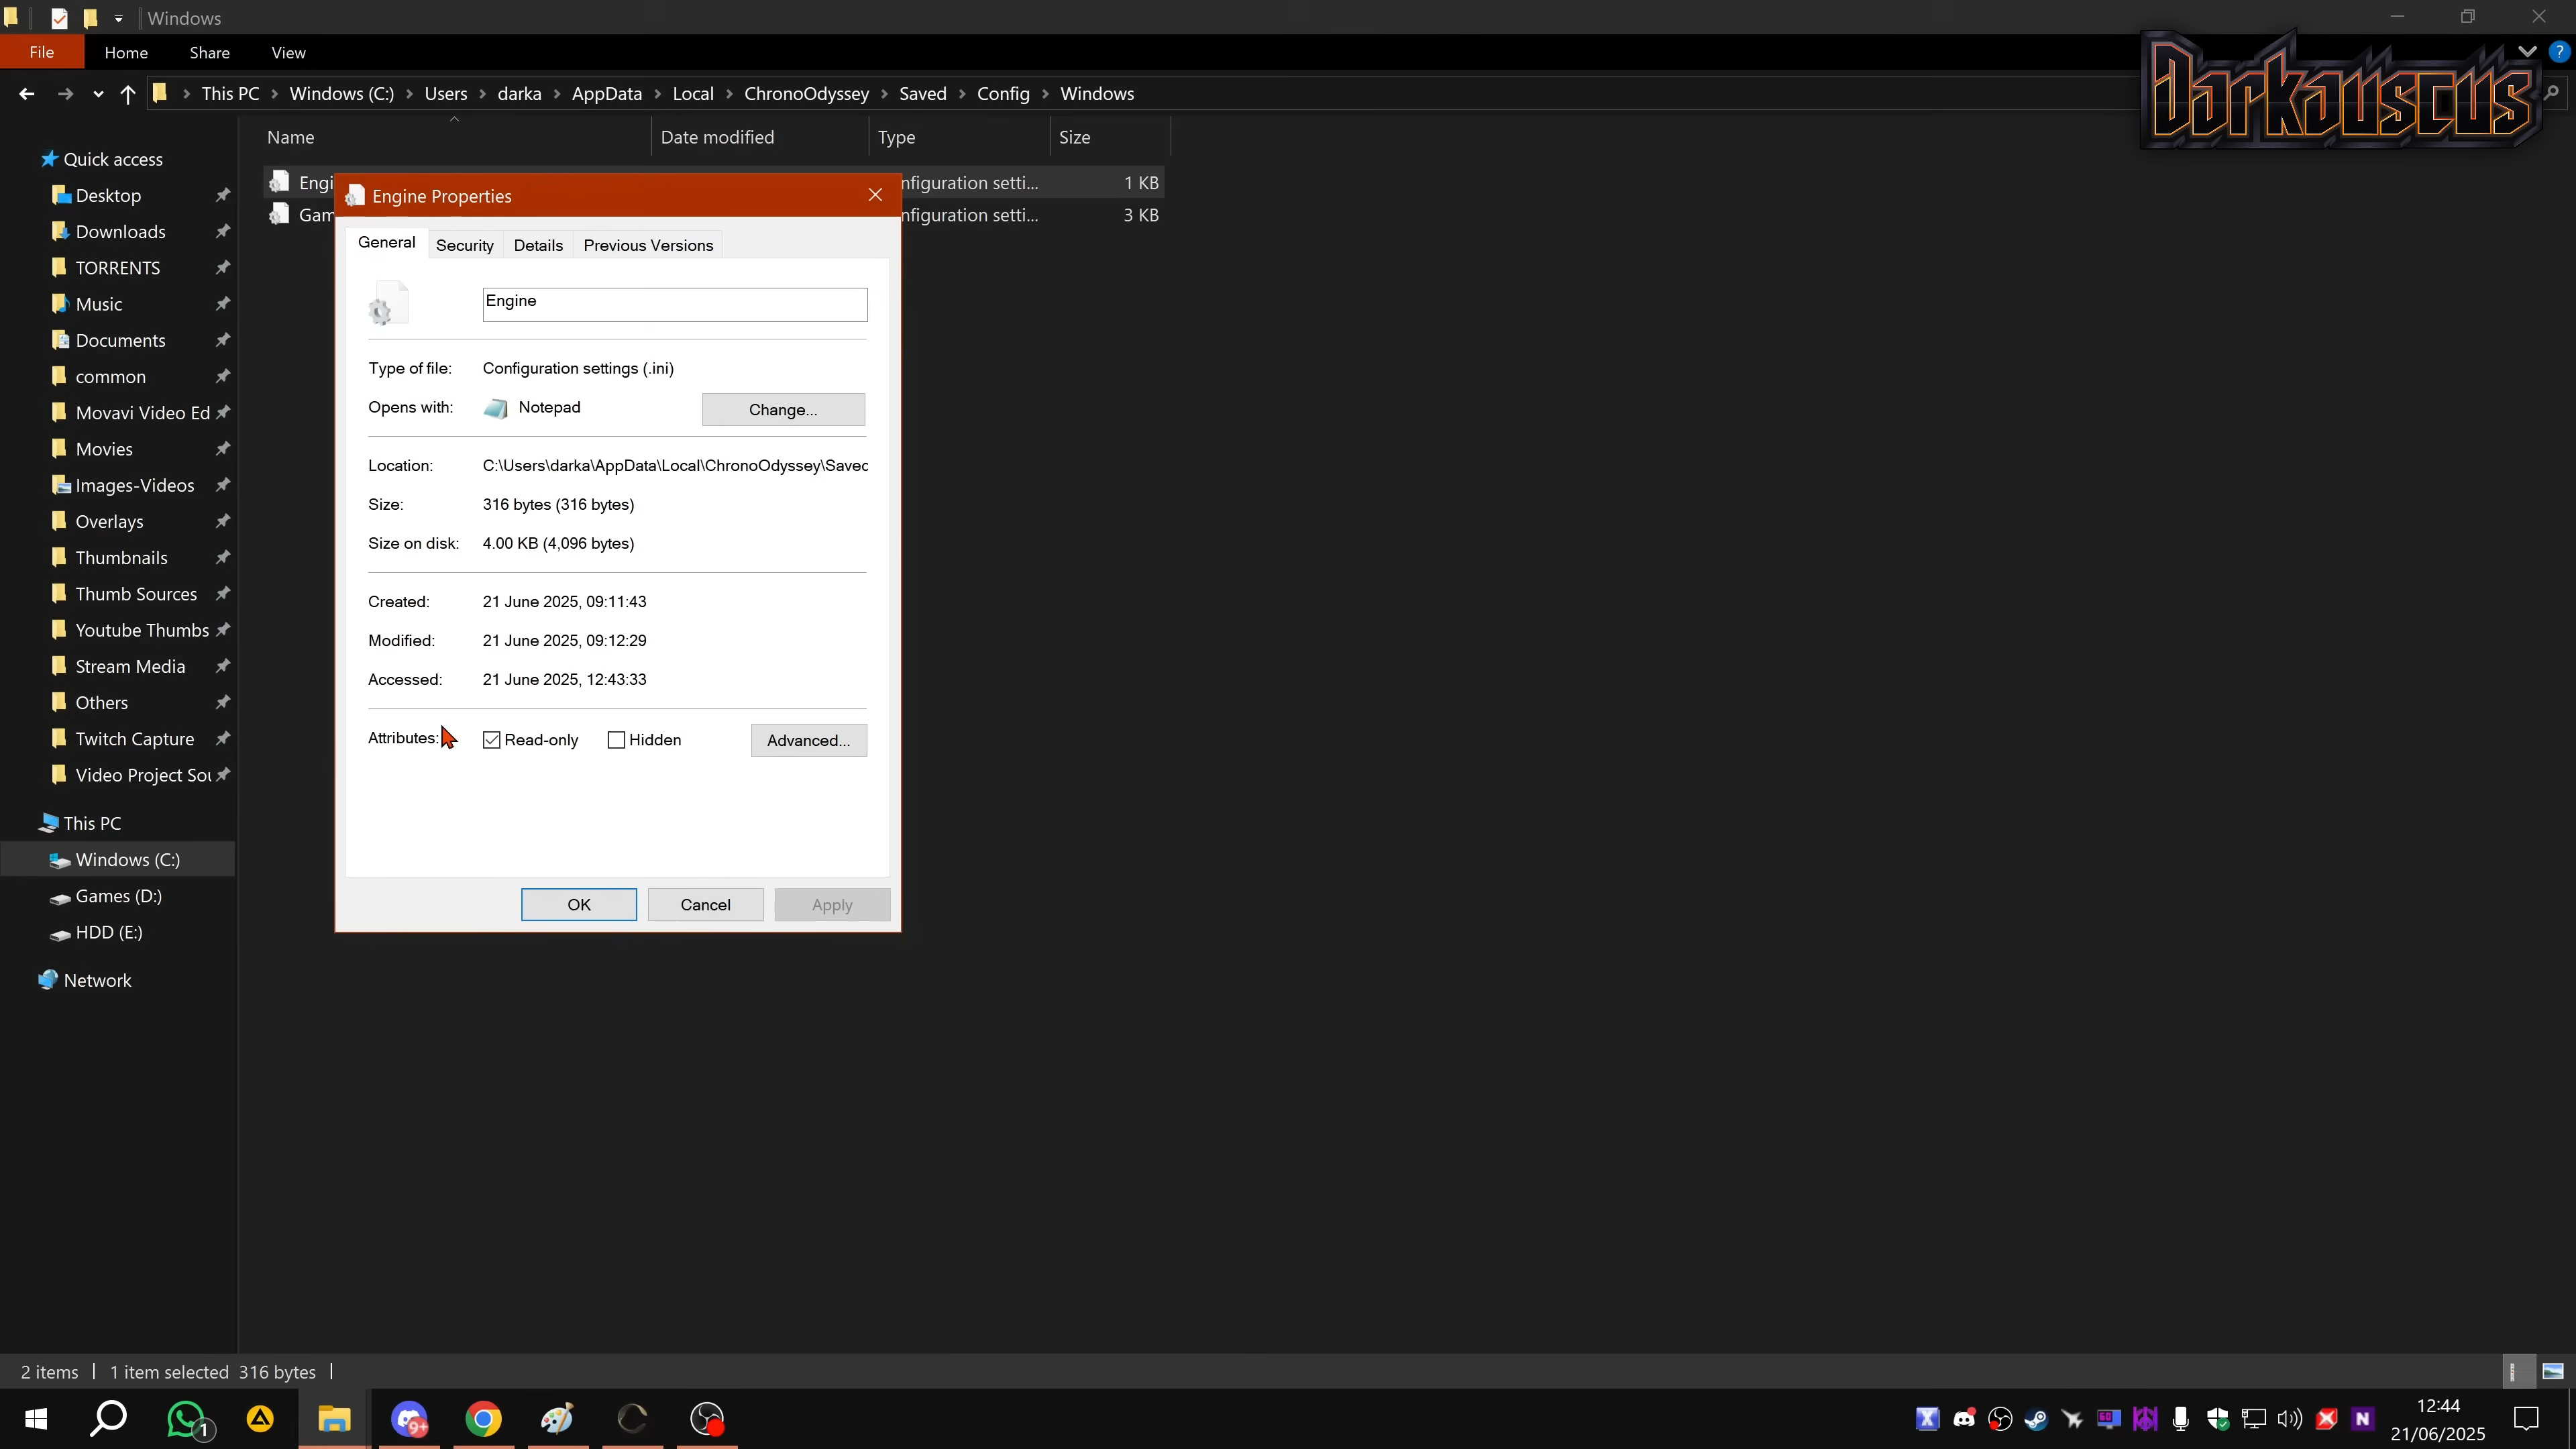 Windows
File Home Share View
Darkauscus
This PC Windows (C:) Users darka AppData Local ChronoOdyssey Saved Config Windows
Name Date modified Type Size
Engi nfiguration setti... 1 KB
Gam nfiguration setti... 3 KB
Quick access
Desktop
Downloads
TORRENTS
Music
Documents
common
Movavi Video Ed
Movies
Images-Videos
Overlays
Thumbnails
Thumb Sources
Youtube Thumbs
Stream Media
Others
Twitch Capture
Video Project Sou
This PC
Windows (C:)
Games (D:)
HDD (E:)
Network
Engine Properties
General Security Details Previous Versions
Engine
Type of file: Configuration settings (.ini)
Opens with: Notepad Change...
Location: C:\Users\darka\AppData\Local\ChronoOdyssey\Saved
Size: 316 bytes (316 bytes)
Size on disk: 4.00 KB (4,096 bytes)
Created: 21 June 2025, 09:11:43
Modified: 21 June 2025, 09:12:29
Accessed: 21 June 2025, 12:43:33
Attributes: Read-only Hidden Advanced...
OK Cancel Apply
2 items 1 item selected 316 bytes
1
9+
60
N
12:44
21/06/2025